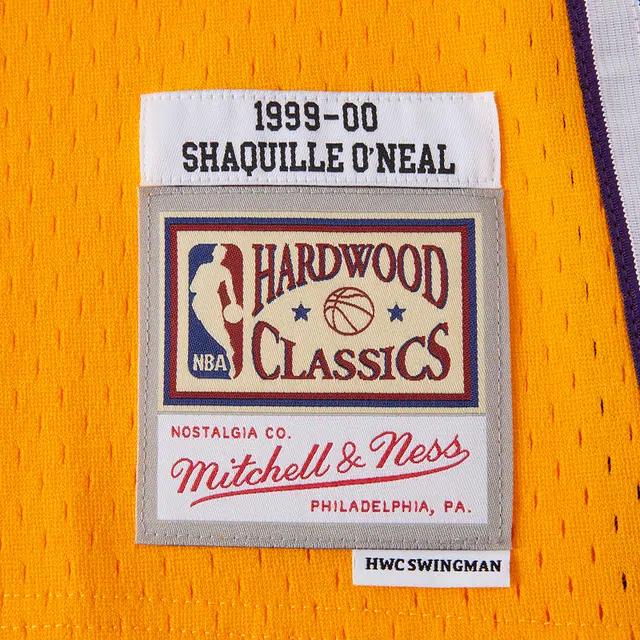 1999-00
SHAQUILLE O'NEAL
HARDWOOD
CLASSICS
NBA
NOSTALGIA CO.
Mitchell & Ness
PHILADELPHIA, PA.
HWC SWINGMAN